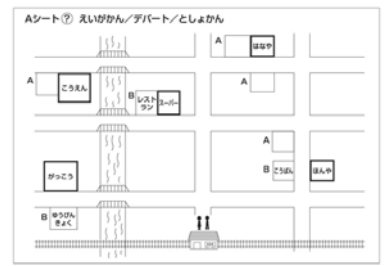 Aシート? えいがかん／デパート／としょかん
A
はなや
A
こうえん
A
B
レスト
ラン
スーパー
A
がっこう
B
こうばん
ほんや
B
ゆうびん
きょく